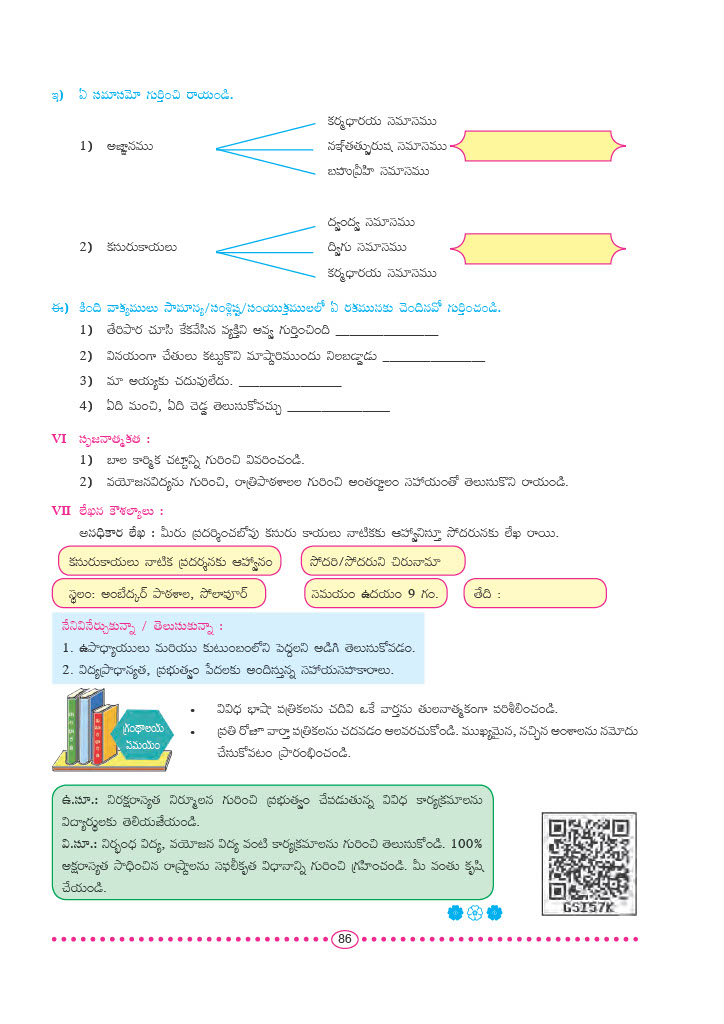 ఇ) ఏ సమాసమో గుర్తించి రాయండి.
కర్మధారయ సమాసము
1) అజ్ఞానము
నఞ్‌తత్పురుష సమాసము
బహువ్రీహి సమాసము
ద్వంద్వ సమాసము
2) కసురుకాయలు
ద్విగు సమాసము
కర్మధారయ సమాసము
ఈ) కింది వాక్యములు సామాన్య/సంశ్లిష్ట/సంయుక్తములలో ఏ రకమునకు చెందినవో గుర్తించండి.
1) తేరిపార చూసి కేకవేసిన వ్యక్తిని అవ్వ గుర్తించింది _______________
2) వినయంగా చేతులు కట్టుకొని మాష్టారిముందు నిలబడ్డాడు _______________
3) మా అయ్యకు చదువులేదు. _______________
4) ఏది మంచి, ఏది చెడ్డ తెలుసుకోవచ్చు _______________
VI సృజనాత్మకత :
1) బాల కార్మిక చట్టాన్ని గురించి వివరించండి.
2) వయోజనవిద్యను గురించి, రాత్రిపాఠశాలల గురించి అంతర్జాలం సహాయంతో తెలుసుకొని రాయండి.
VII లేఖన కౌశల్యాలు :
అనధికార లేఖ : మీరు ప్రదర్శించబోవు కసురు కాయలు నాటికకు ఆహ్వానిస్తూ సోదరునకు లేఖ రాయి.
కసురుకాయలు నాటిక ప్రదర్శనకు ఆహ్వానం
సోదరి/సోదరుని చిరునామా
స్థలం: అంబేద్కర్ పాఠశాల, సోలాపూర్
సమయం ఉదయం 9 గం.
తేది :
నేనివినేర్చుకున్నా / తెలుసుకున్నా :
1. ఉపాధ్యాయులు మరియు కుటుంబంలోని పెద్దలని అడిగి తెలుసుకోవడం.
2. విద్యప్రాధాన్యత, ప్రభుత్వం పేదలకు అందిస్తున్న సహాయసహకారాలు.
గ్రంథాలయ
సమయం
• వివిధ భాషా పత్రికలను చదివి ఒకే వార్తను తులనాత్మకంగా పరిశీలించండి.
• ప్రతి రోజూ వార్తా పత్రికలను చదవడం అలవరచుకోండి. ముఖ్యమైన, నచ్చిన అంశాలను నమోదు
చేసుకోవటం ప్రారంభించండి.
ఉ.సూ.: నిరక్షరాస్యత నిర్మూలన గురించి ప్రభుత్వం చేపడుతున్న వివిధ కార్యక్రమాలను
విద్యార్థులకు తెలియజేయండి.
వి.సూ.: నిర్భంధ విద్య, వయోజన విద్య వంటి కార్యక్రమాలను గురించి తెలుసుకోండి. 100%
అక్షరాస్యత సాధించిన రాష్ట్రాలను సఫలీకృత విధానాన్ని గురించి గ్రహించండి. మీ వంతు కృషి
చేయండి.
GSI57K
86